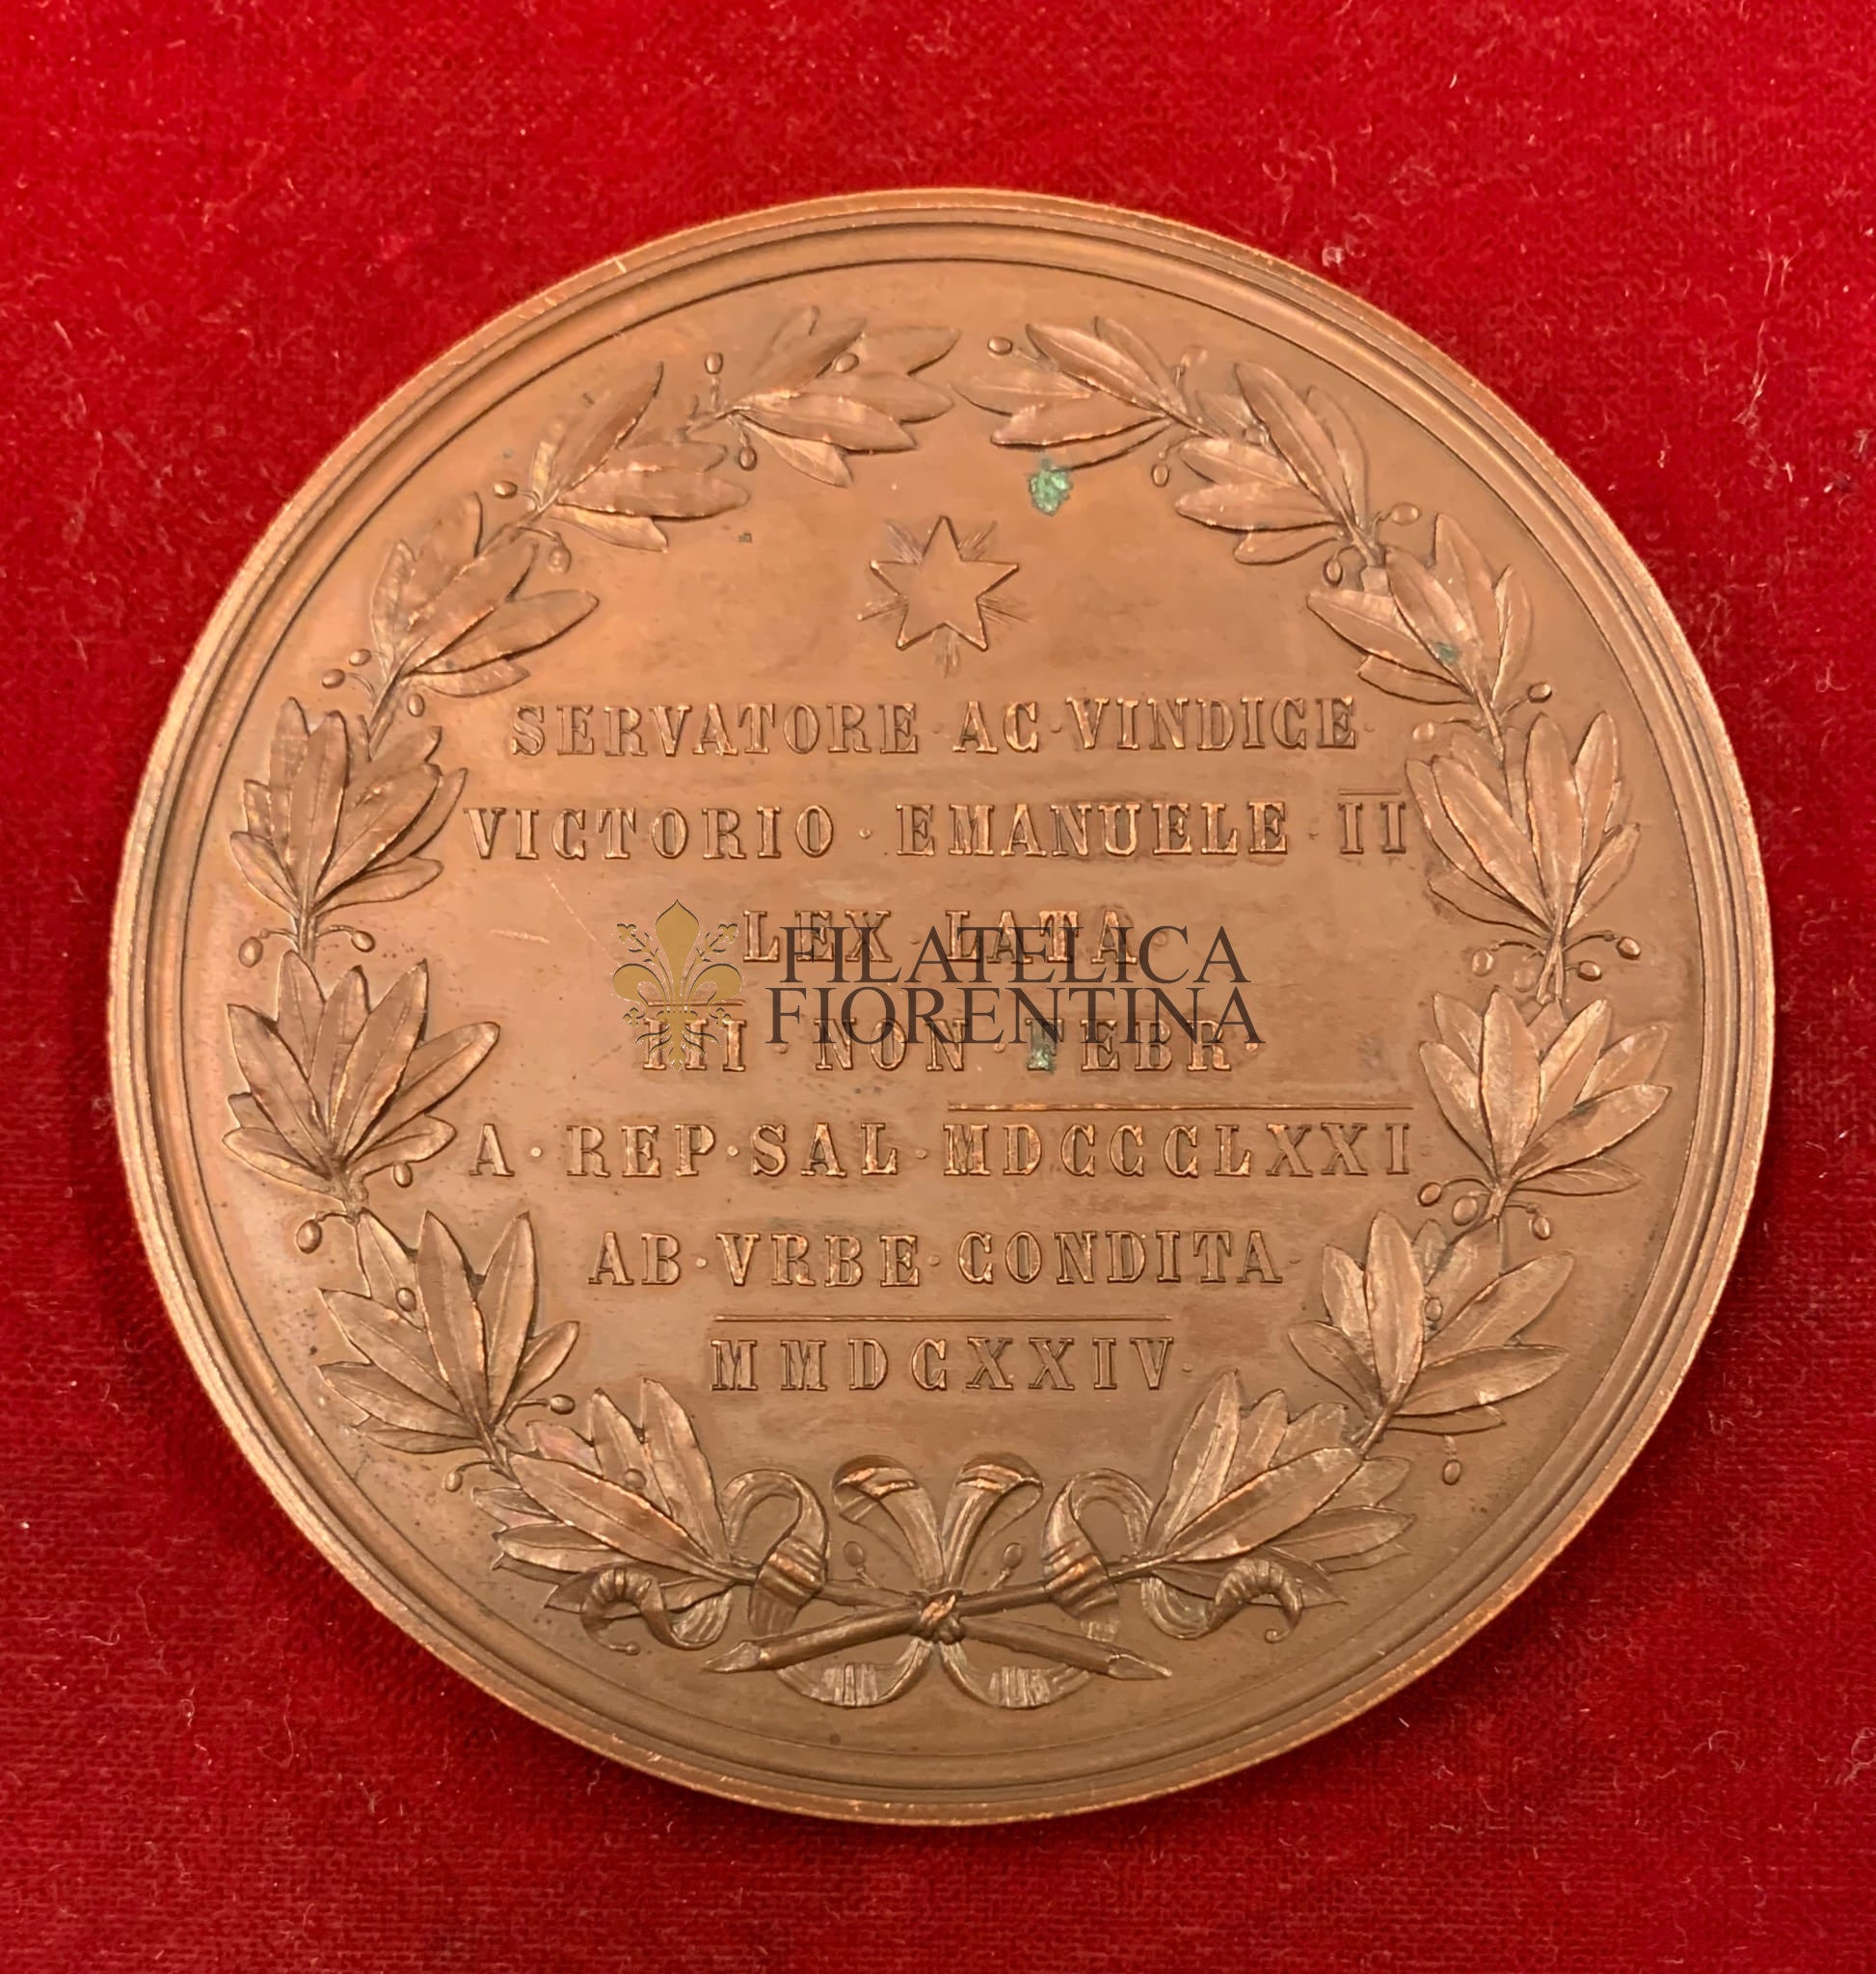 SERVATORE · AC · VINDICE ·
VICTORIO · EMANUELE II
LEX · LATA ·
III · NON · FEBR ·
A · REP · SAL · MDCCCLXXI ·
AB · VRBE · CONDITA ·
MMDCXXIV ·
FILATELICA
FIORENTINA